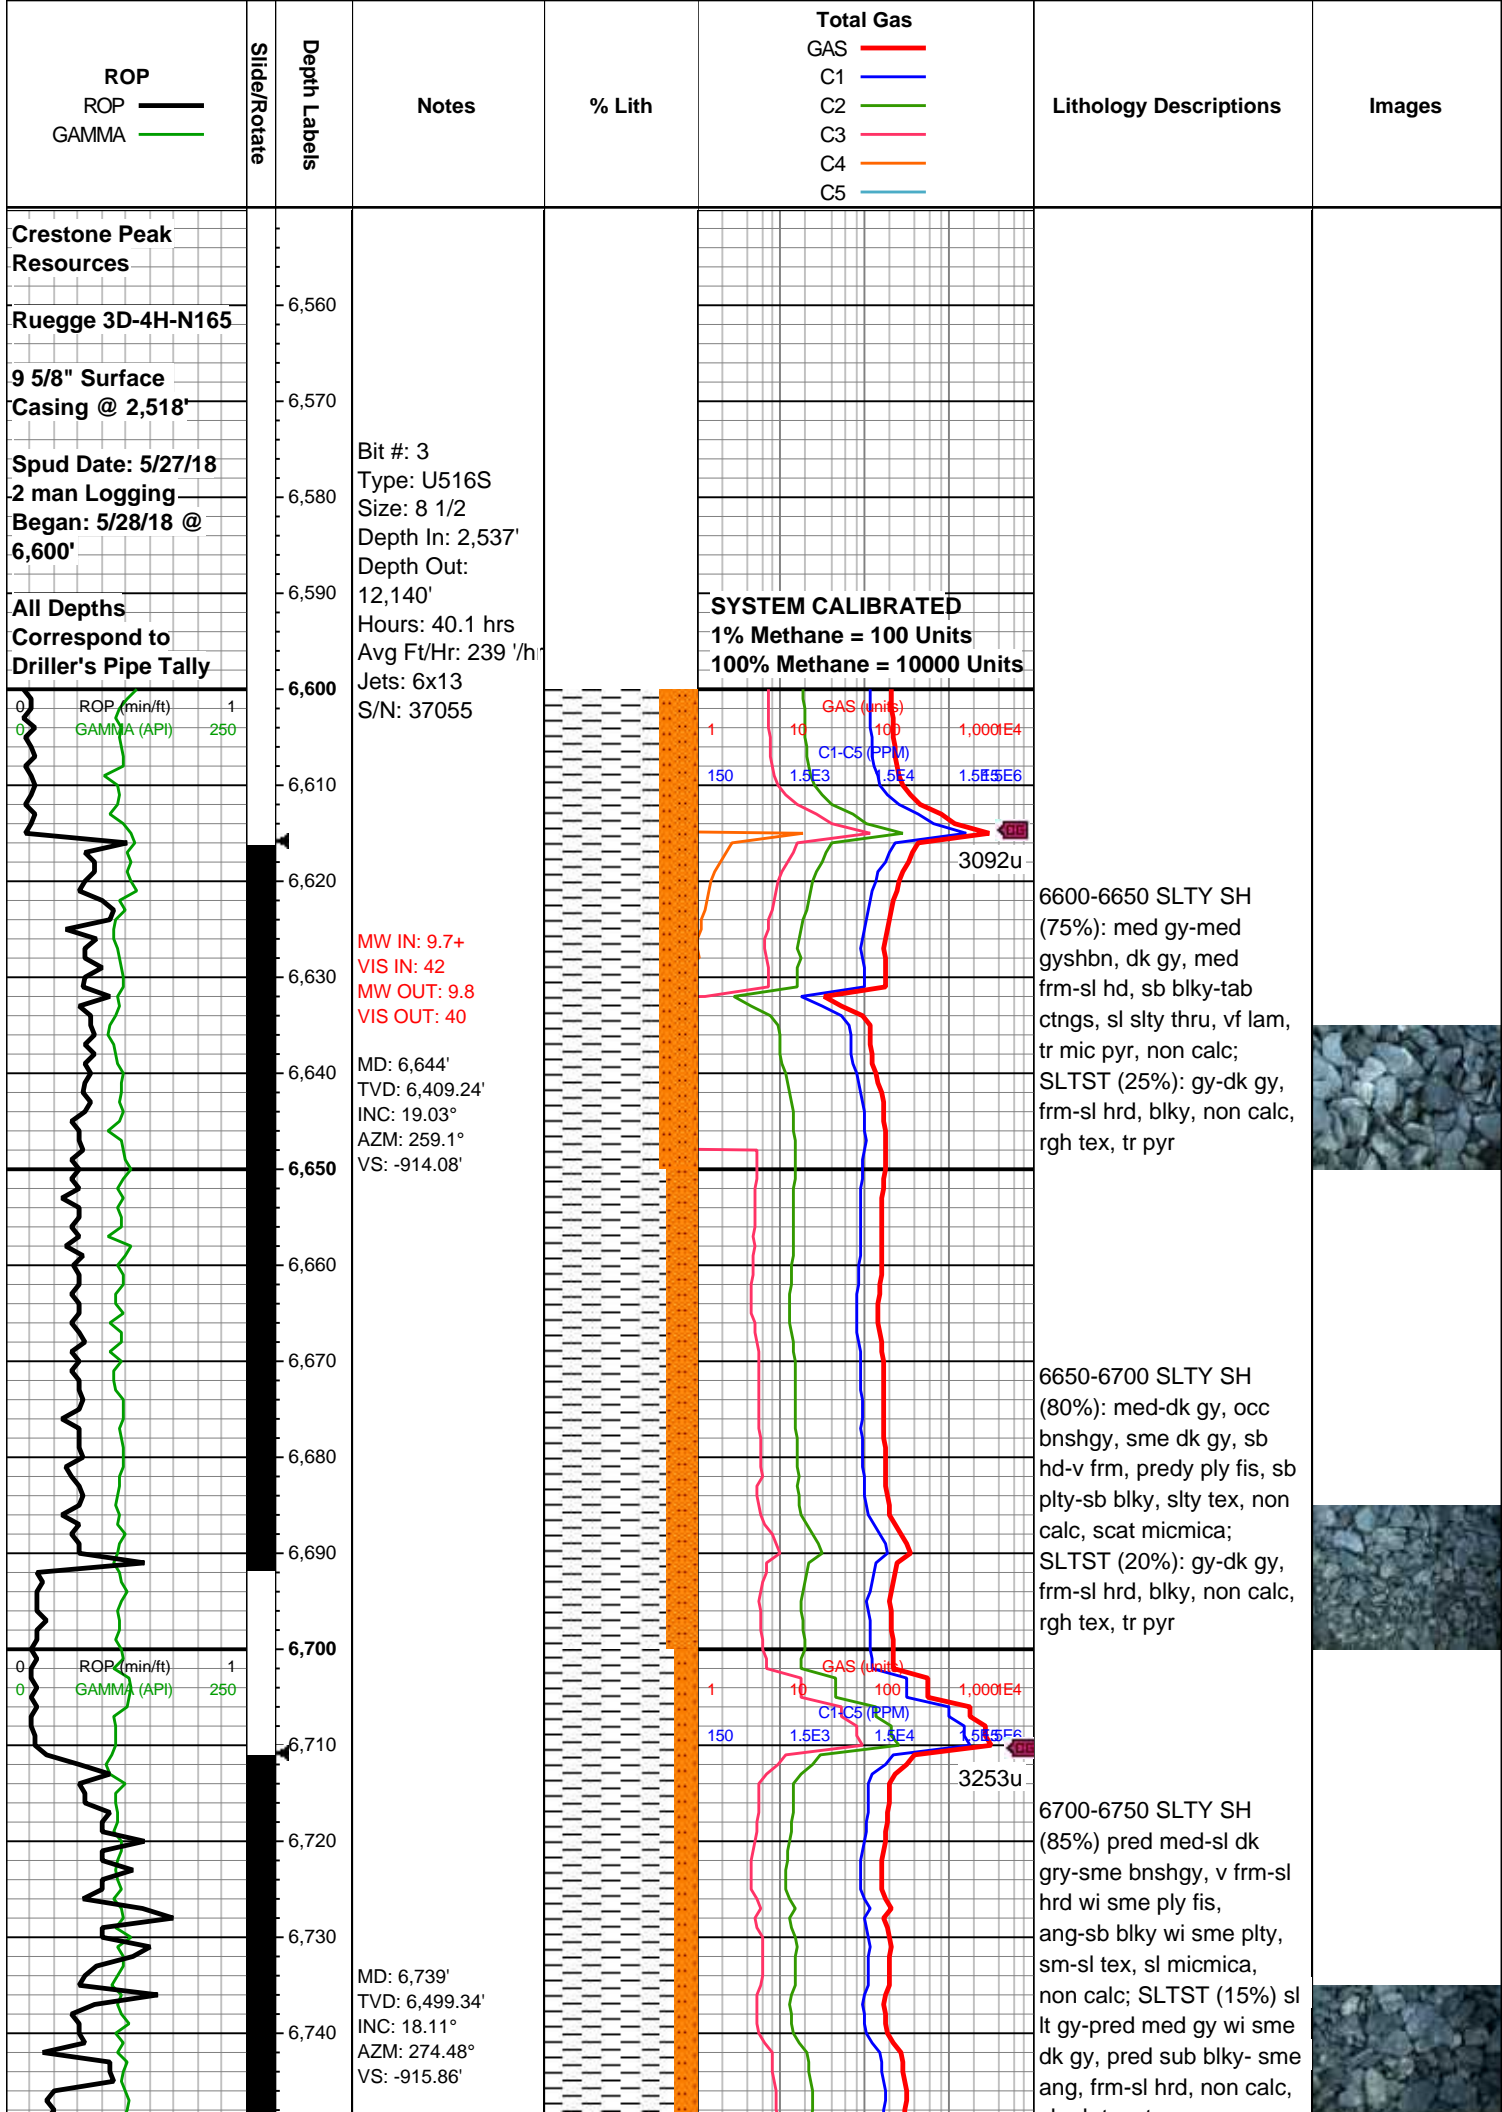 ROP
ROP
GAMMA
Slide/Rotate
Depth Labels
Notes
% Lith
Total Gas
GAS
C1
C2
C3
C4
C5
Lithology Descriptions
Images
Crestone Peak
Resources
Ruegge 3D-4H-N165
9 5/8" Surface
Casing @ 2,518'
Spud Date: 5/27/18
2 man Logging
Began: 5/28/18 @
6,600'
All Depths
Correspond to
Driller's Pipe Tally
0 ROP (min/ft) 1
0 GAMMA (API) 250
0 ROP (min/ft) 1
0 GAMMA (API) 250
6,560
6,570
6,580
6,590
6,600
6,610
6,620
6,630
6,640
6,650
6,660
6,670
6,680
6,690
6,700
6,710
6,720
6,730
6,740
Bit #: 3
Type: U516S
Size: 8 1/2
Depth In: 2,537'
Depth Out:
12,140'
Hours: 40.1 hrs
Avg Ft/Hr: 239 '/hr
Jets: 6x13
S/N: 37055
MW IN: 9.7+
VIS IN: 42
MW OUT: 9.8
VIS OUT: 40
MD: 6,644'
TVD: 6,409.24'
INC: 19.03°
AZM: 259.1°
VS: -914.08'
MD: 6,739'
TVD: 6,499.34'
INC: 18.11°
AZM: 274.48°
VS: -915.86'
SYSTEM CALIBRATED
1% Methane = 100 Units
100% Methane = 10000 Units
GAS (units)
1 10 100 1,000 1E4
C1-C5 (PPM)
150 1.5E3 1.5E4 1.5E5 1.5E6
CG
3092u
GAS (units)
1 10 100 1,000 1E4
C1-C5 (PPM)
150 1.5E3 1.5E4 1.5E5 1.5E6
CG
3253u
6600-6650 SLTY SH
(75%): med gy-med
gyshbn, dk gy, med
frm-sl hd, sb blky-tab
ctngs, sl slty thru, vf lam,
tr mic pyr, non calc;
SLTST (25%): gy-dk gy,
frm-sl hrd, blky, non calc,
rgh tex, tr pyr
6650-6700 SLTY SH
(80%): med-dk gy, occ
bnshgy, sme dk gy, sb
hd-v frm, predy ply fis, sb
plty-sb blky, slty tex, non
calc, scat micmica;
SLTST (20%): gy-dk gy,
frm-sl hrd, blky, non calc,
rgh tex, tr pyr
6700-6750 SLTY SH
(85%) pred med-sl dk
gry-sme bnshgy, v frm-sl
hrd wi sme ply fis,
ang-sb blky wi sme plty,
sm-sl tex, sl micmica,
non calc; SLTST (15%) sl
lt gy-pred med gy wi sme
dk gy, pred sub blky- sme
ang, frm-sl hrd, non calc,